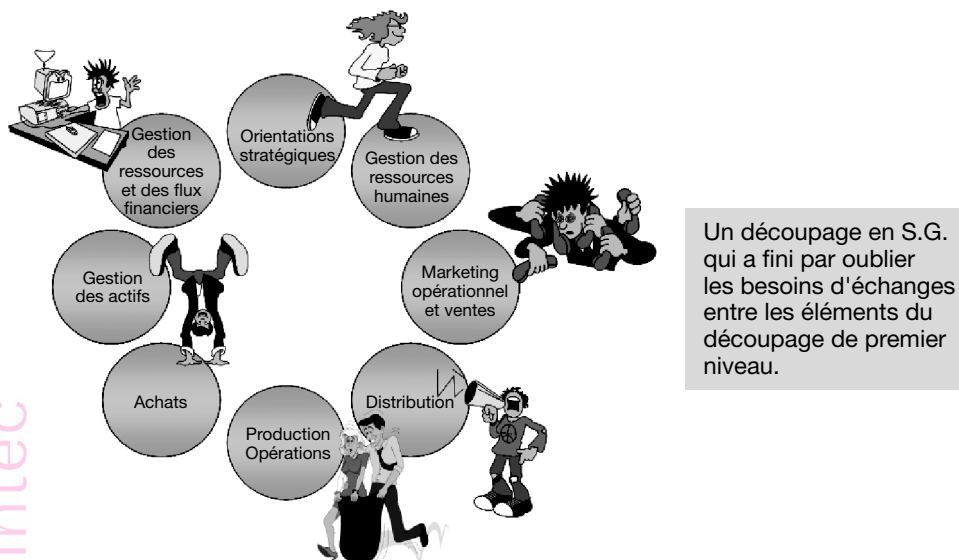 Gestion
des
ressources
et des flux
financiers
Orientations
stratégiques
Gestion des
ressources
humaines
Marketing
opérationnel
et ventes
Distribution
Production
Opérations
Achats
Gestion
des actifs
Un découpage en S.G.
qui a fini par oublier
les besoins d'échanges
entre les éléments du
découpage de premier
niveau.
intec